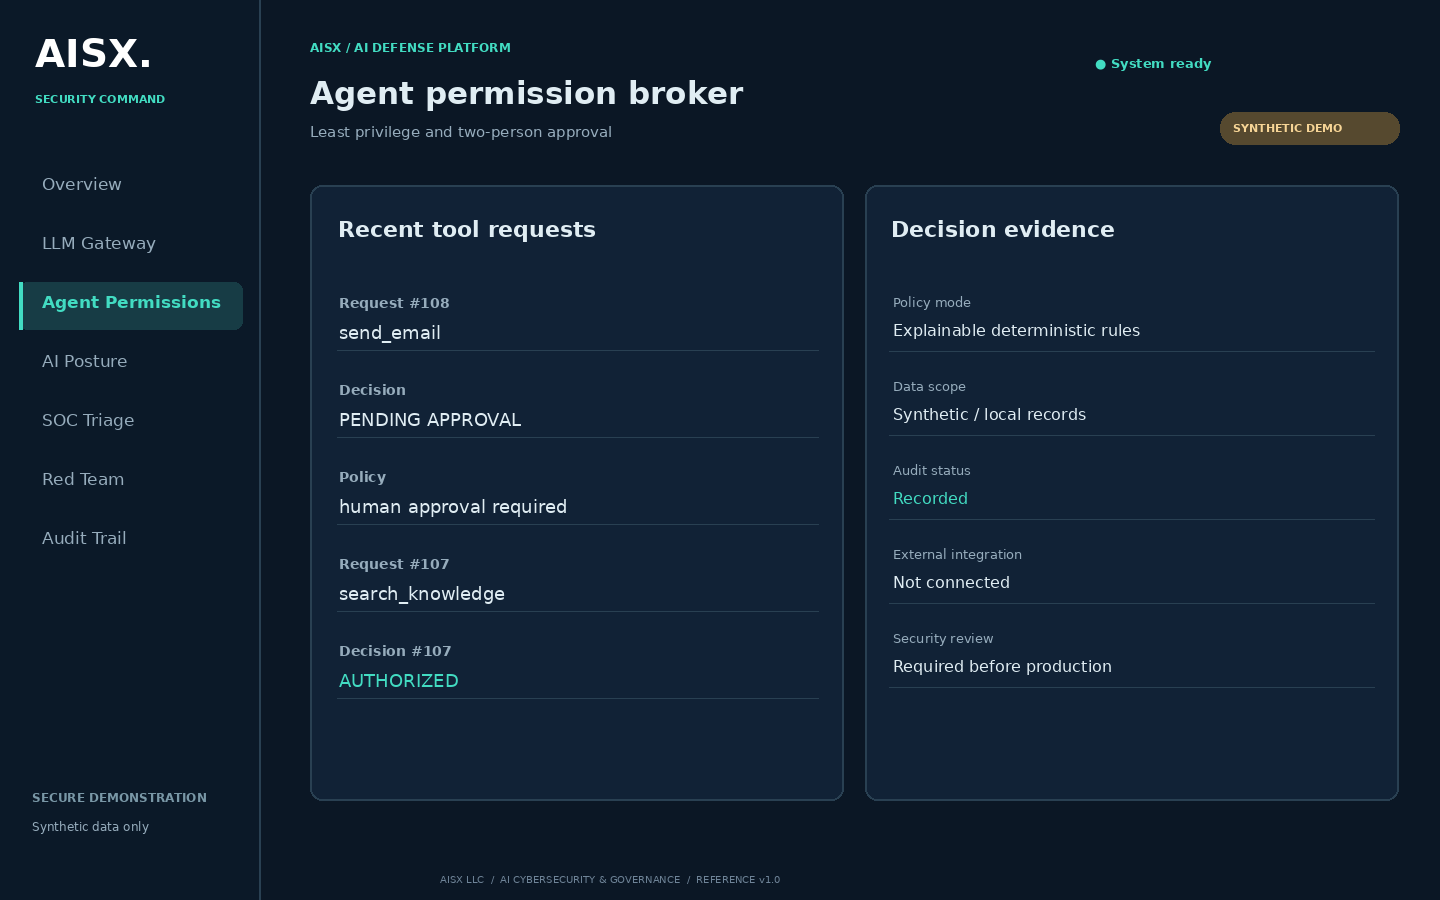 AISX.
SECURITY COMMAND
Overview
LLM Gateway
Agent Permissions
AI Posture
SOC Triage
Red Team
Audit Trail
SECURE DEMONSTRATION
Synthetic data only
AISX / AI DEFENSE PLATFORM
Agent permission broker
Least privilege and two-person approval
● System ready
SYNTHETIC DEMO
Recent tool requests
Request #108
send_email
Decision
PENDING APPROVAL
Policy
human approval required
Request #107
search_knowledge
Decision #107
AUTHORIZED
Decision evidence
Policy mode
Explainable deterministic rules
Data scope
Synthetic / local records
Audit status
Recorded
External integration
Not connected
Security review
Required before production
AISX LLC / AI CYBERSECURITY & GOVERNANCE / REFERENCE v1.0